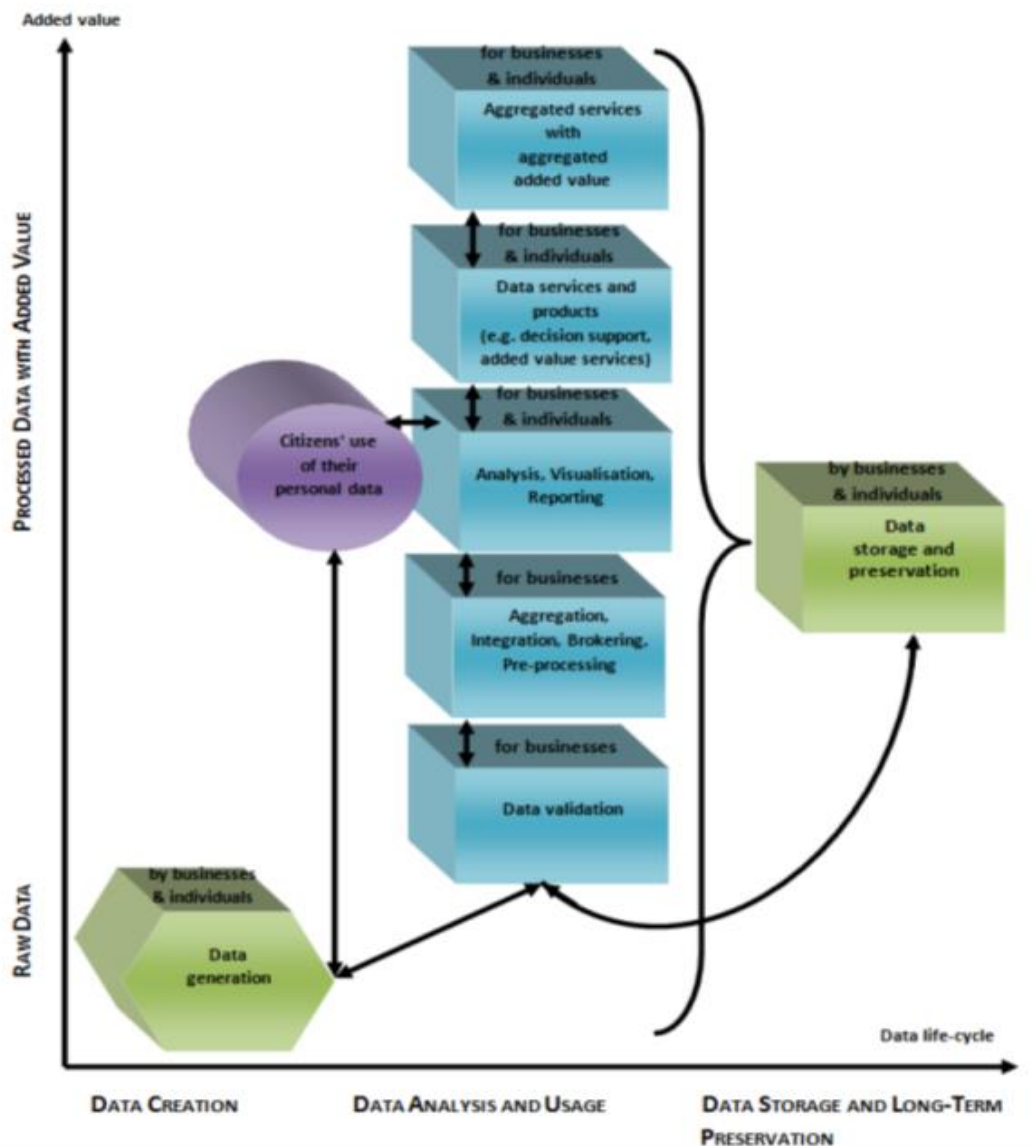 Added value
for businesses
& individuals
Aggregated services
with
aggregated
added value
for businesses
& individuals
Data services and
products
(e.g. decision support,
added value services)
PROCESSED DATA WITH ADDED VALUE
Citizens' use
of their
personal data
for businesses
& individuals
Analysis, Visualisation,
Reporting
by businesses
& individuals
Data
storage and
preservation
for businesses
Aggregation,
Integration, Brokering,
Pre-processing
for businesses
Data validation
RAW DATA
by businesses
& individuals
Data
generation
Data life-cycle
DATA CREATION
DATA ANALYSIS AND USAGE
DATA STORAGE AND LONG-TERM
PRESERVATION